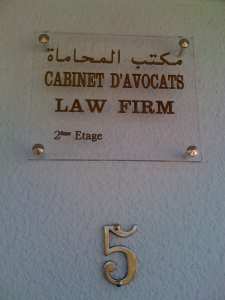 مكتب المحاماة
CABINET D'AVOCATS
LAW FIRM
2ème Etage
5